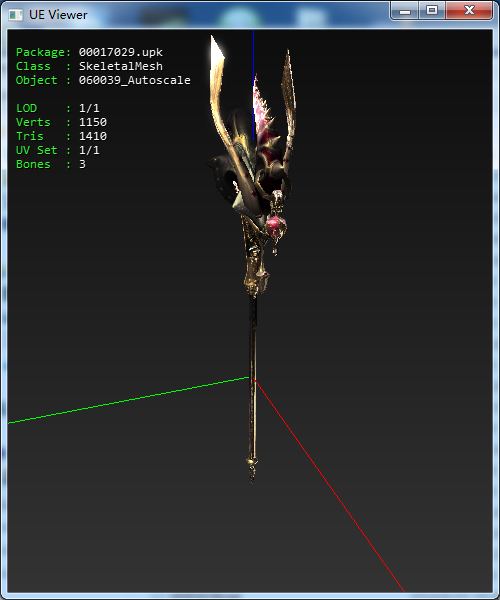 UE Viewer
Package: 00017029.upk
Class : SkeletalMesh
Object : 060039_Autoscale
LOD : 1/1
Verts : 1150
Tris : 1410
UV Set : 1/1
Bones : 3